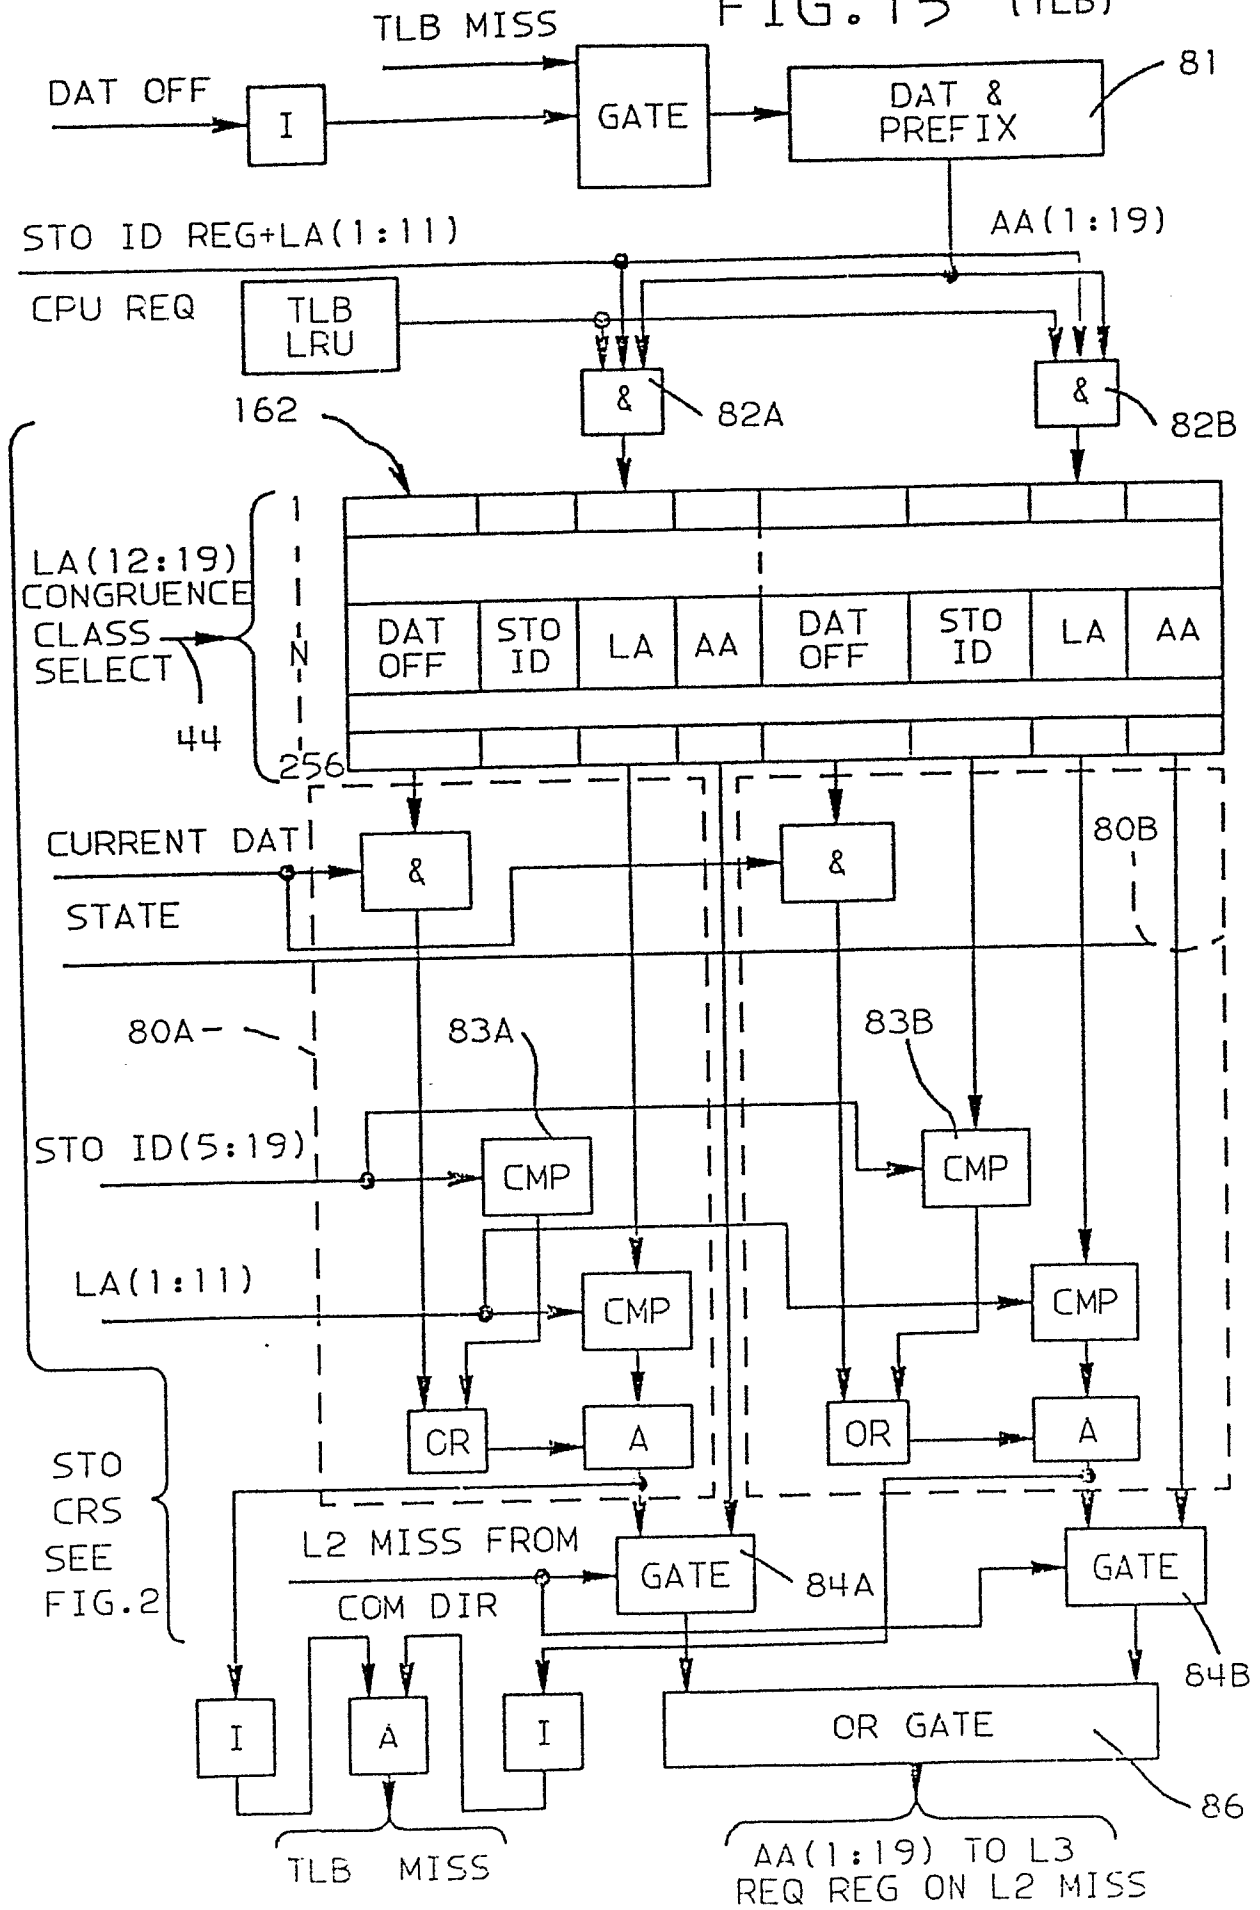 FIG.15 (TLB)
TLB MISS
DAT OFF
I
GATE
DAT &
PREFIX
81
STO ID REG+LA(1:11)
AA(1:19)
CPU REQ
TLB
LRU
&
82A
&
82B
162
1
LA(12:19)
CONGRUENCE
CLASS
SELECT
44
N
256
DAT
OFF
STO
ID
LA
AA
DAT
OFF
STO
ID
LA
AA
CURRENT DAT
STATE
&
&
80B
80A
83A
83B
STO ID(5:19)
CMP
CMP
LA(1:11)
CMP
CMP
OR
A
OR
A
STO
CRS
SEE
FIG.2
L2 MISS FROM
COM DIR
GATE
84A
GATE
84B
I
A
I
OR GATE
86
TLB MISS
AA(1:19) TO L3
REQ REG ON L2 MISS